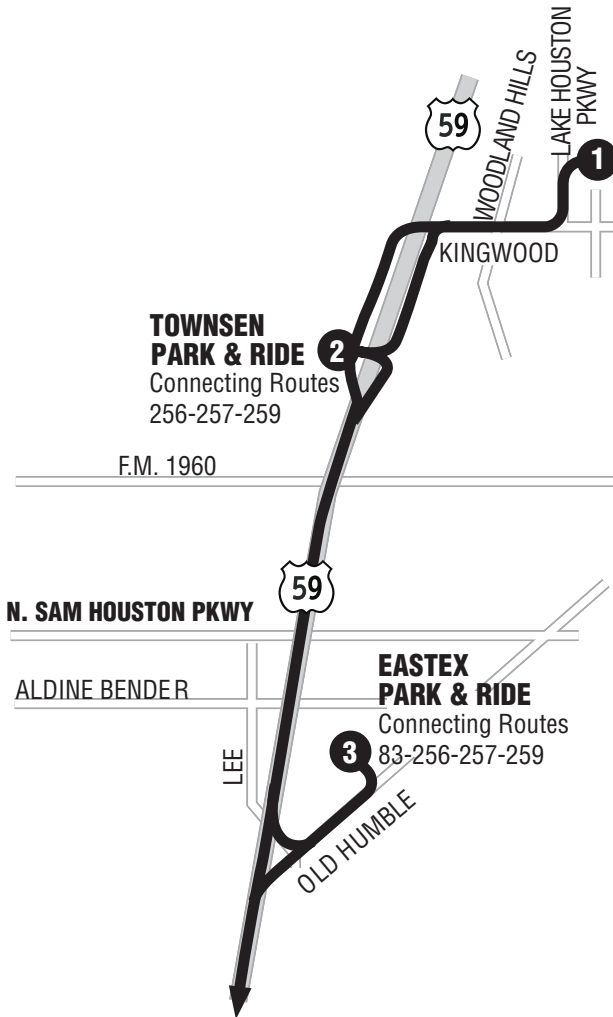 59
WOODLAND HILLS
LAKE HOUSTON
PKWY
1
KINGWOOD
TOWNSEN
PARK & RIDE
2
Connecting Routes
256-257-259
F.M. 1960
59
N. SAM HOUSTON PKWY
ALDINE BENDER
EASTEX
PARK & RIDE
Connecting Routes
3
83-256-257-259
LEE
OLD HUMBLE